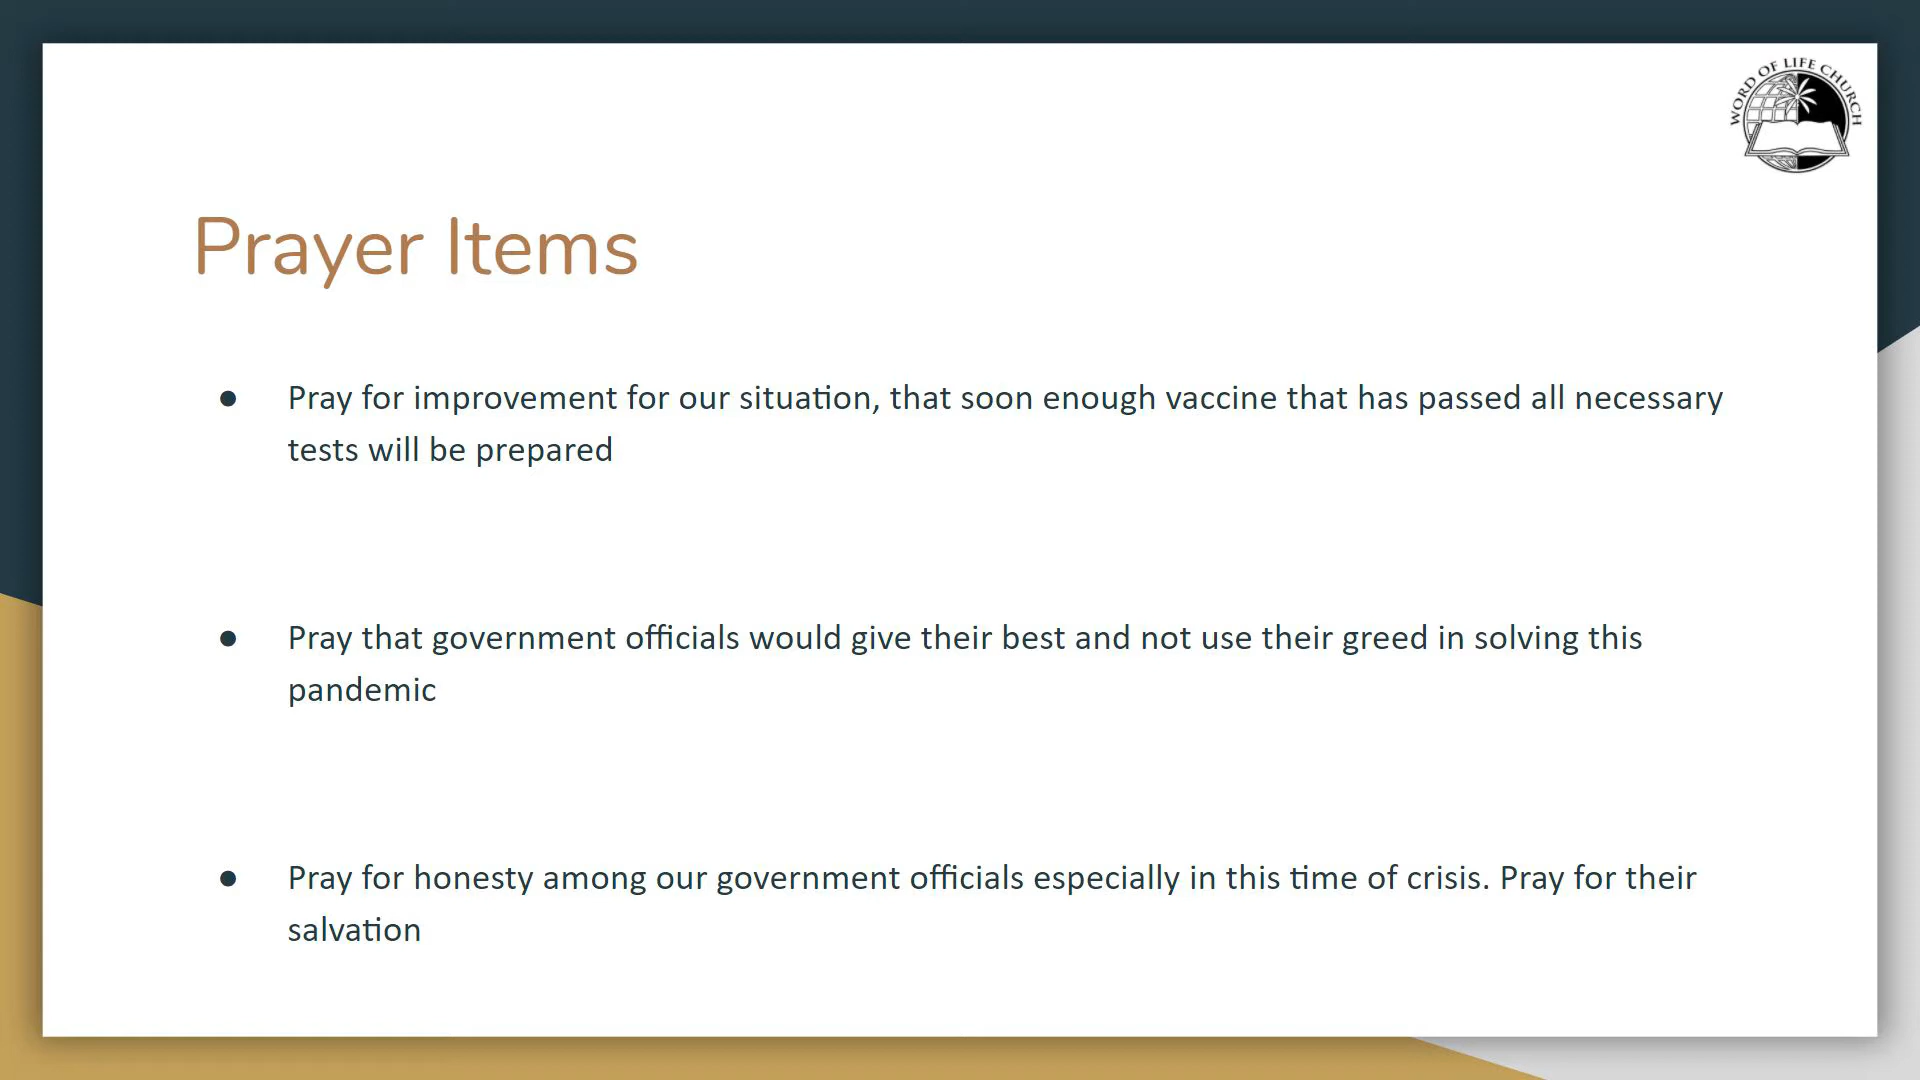 WORD OF LIFE CHURCH
Prayer Items
● Pray for improvement for our situation, that soon enough vaccine that has passed all necessary
tests will be prepared
● Pray that government officials would give their best and not use their greed in solving this
pandemic
● Pray for honesty among our government officials especially in this time of crisis. Pray for their
salvation